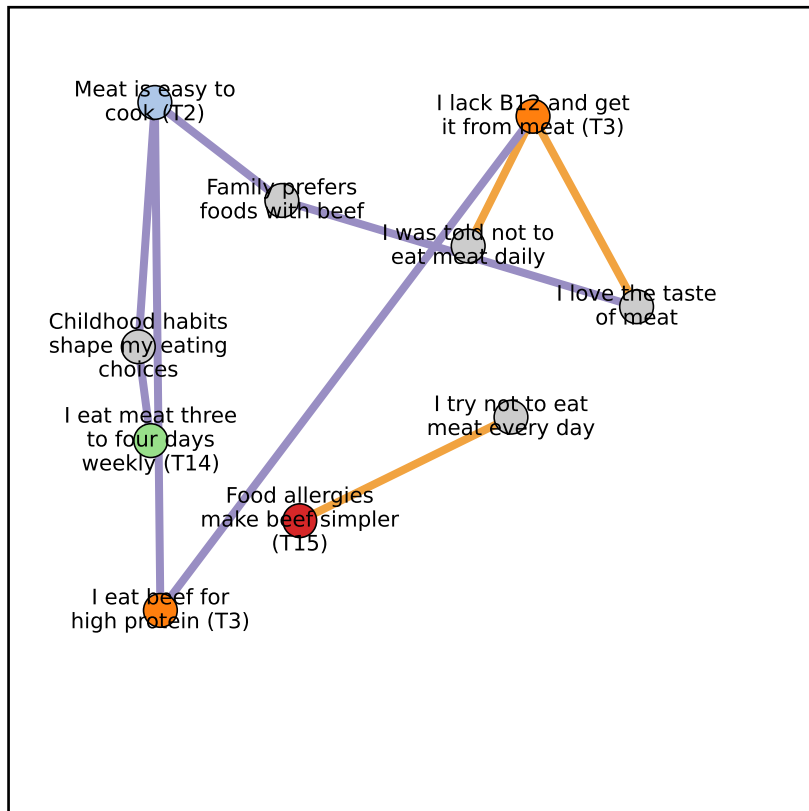 Meat is easy to
cook (T2)
I lack B12 and get
it from meat (T3)
Family prefers
foods with beef
I was told not to
eat meat daily
I love the taste
of meat
Childhood habits
shape my eating
choices
I eat meat three
to four days
weekly (T14)
I try not to eat
meat every day
Food allergies
make beef simpler
(T15)
I eat beef for
high protein (T3)